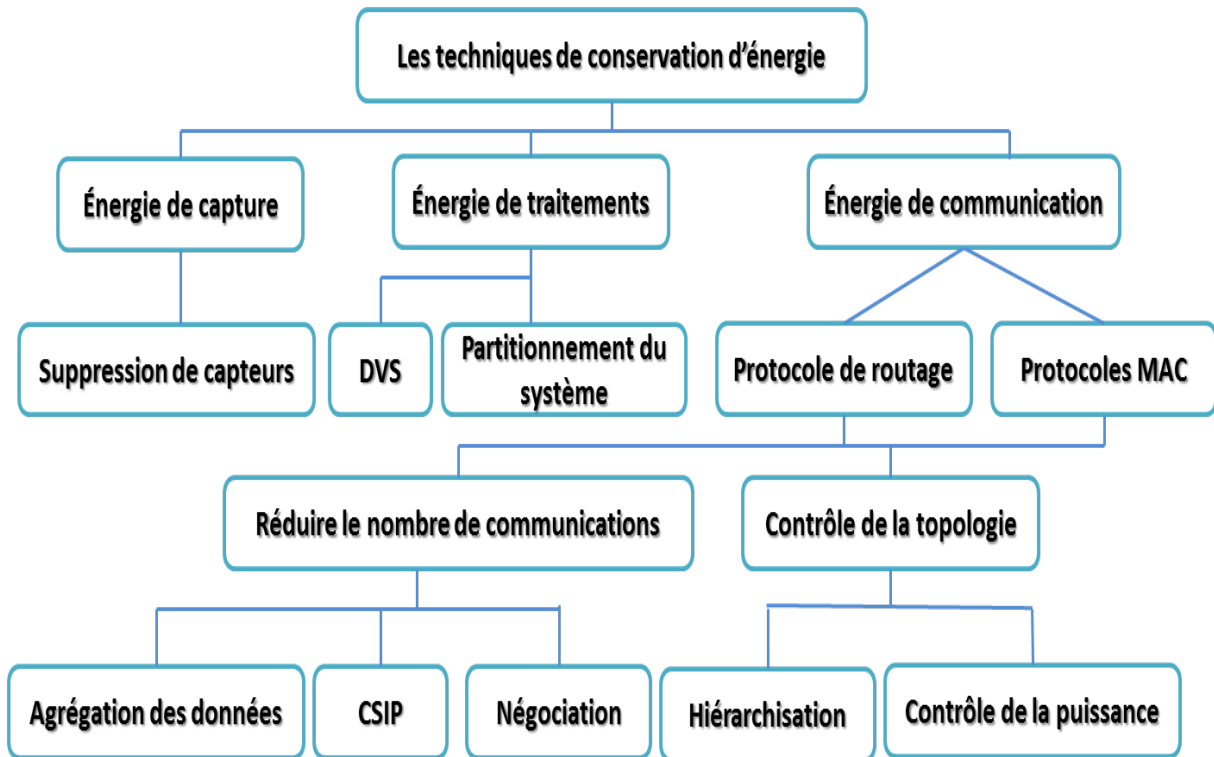 Les techniques de conservation d'énergie
Énergie de capture
Énergie de traitements
Énergie de communication
Suppression de capteurs
DVS
Partitionnement du
système
Protocole de routage
Protocoles MAC
Réduire le nombre de communications
Contrôle de la topologie
Agrégation des données
CSIP
Négociation
Hiérarchisation
Contrôle de la puissance